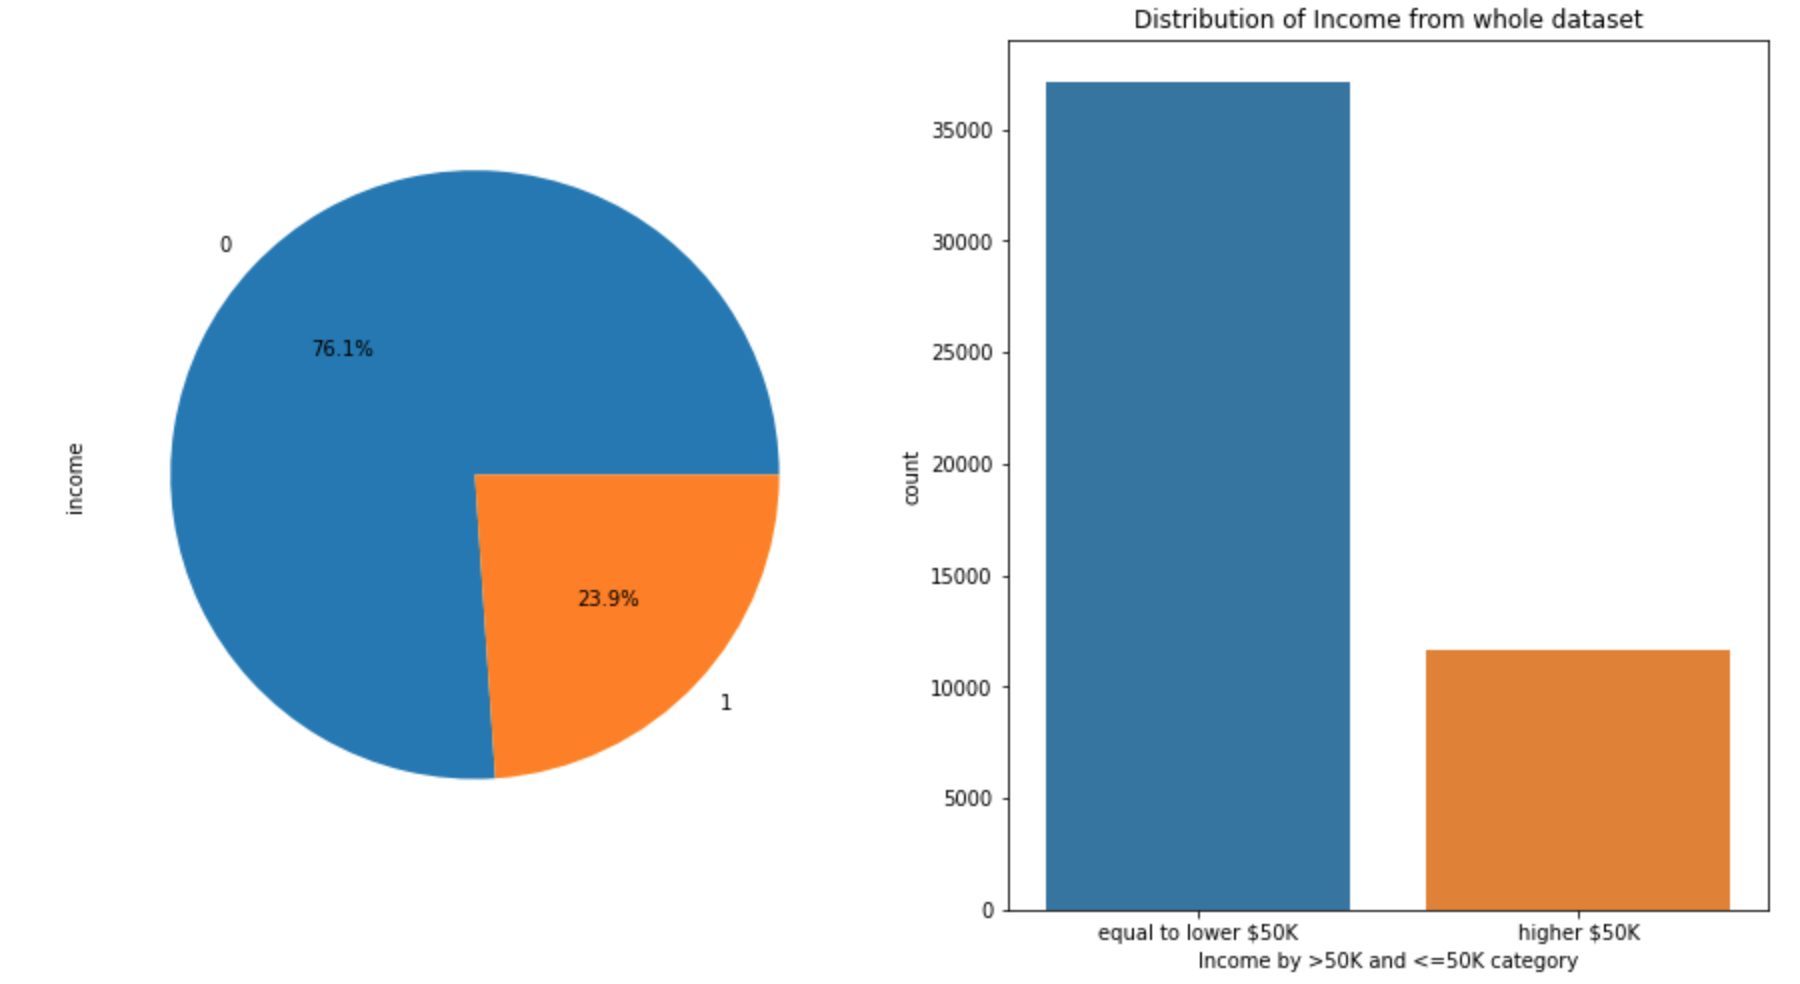 income
0
76.1%
23.9%
1
Distribution of Income from whole dataset
count
35000
30000
25000
20000
15000
10000
5000
0
equal to lower $50K
higher $50K
Income by >50K and <=50K category